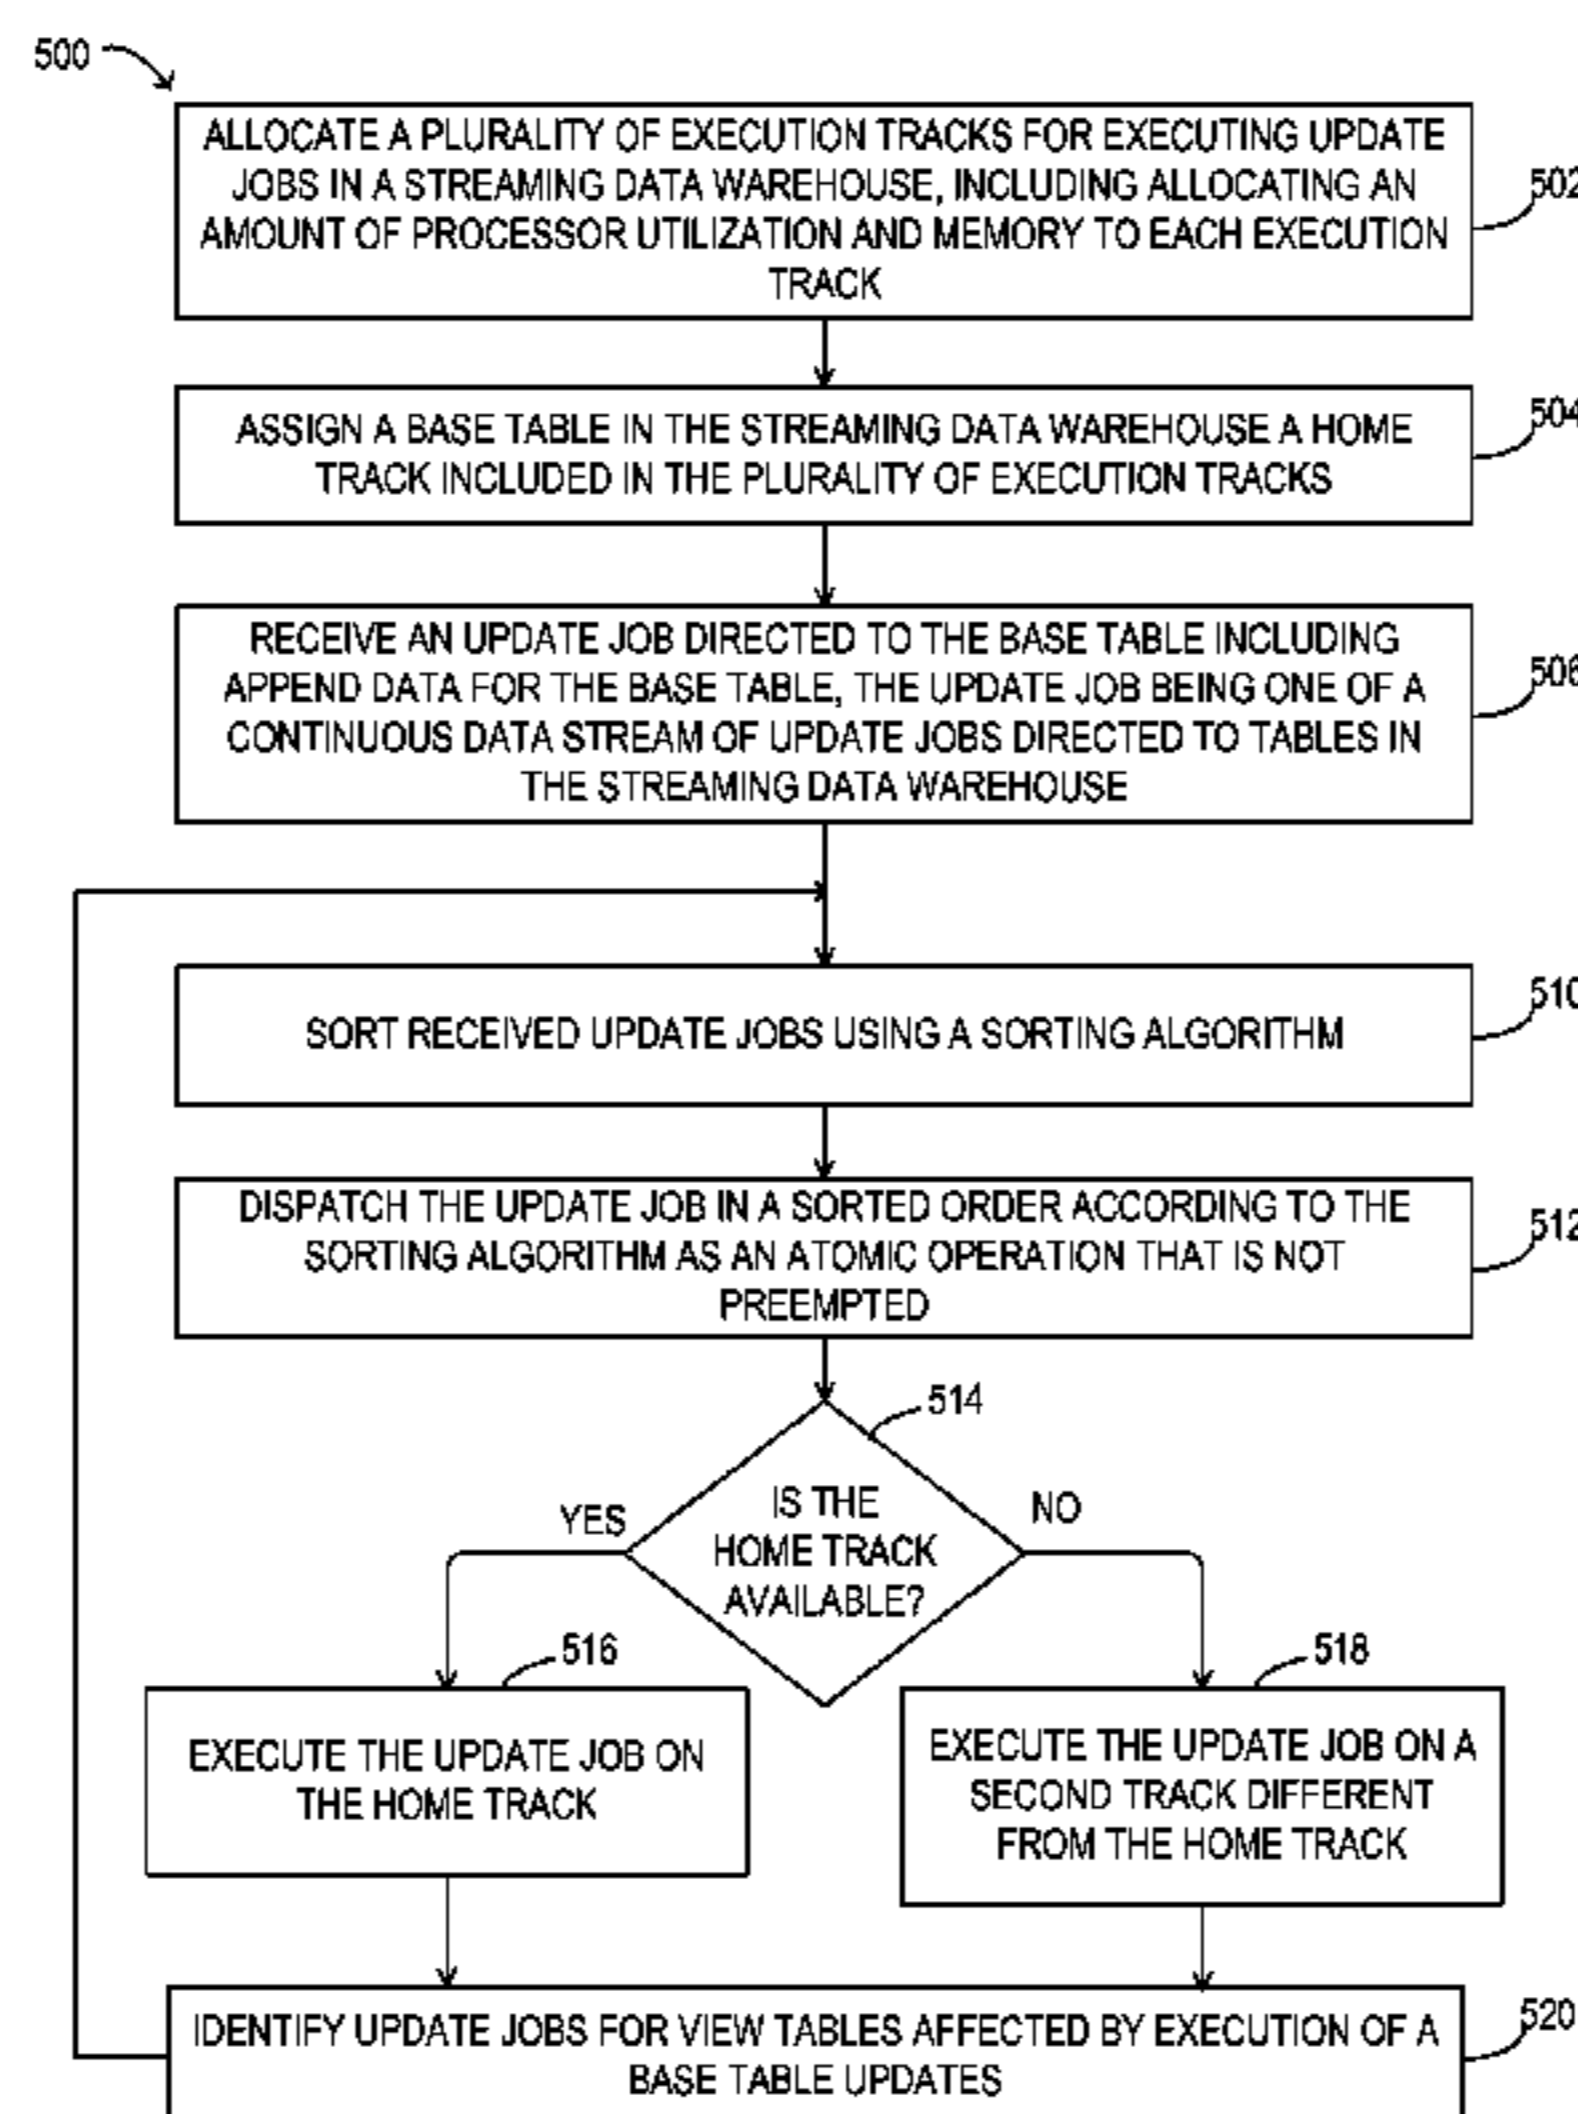 500
ALLOCATE A PLURALITY OF EXECUTION TRACKS FOR EXECUTING UPDATE
JOBS IN A STREAMING DATA WAREHOUSE, INCLUDING ALLOCATING AN
AMOUNT OF PROCESSOR UTILIZATION AND MEMORY TO EACH EXECUTION
TRACK
502
ASSIGN A BASE TABLE IN THE STREAMING DATA WAREHOUSE A HOME
TRACK INCLUDED IN THE PLURALITY OF EXECUTION TRACKS
504
RECEIVE AN UPDATE JOB DIRECTED TO THE BASE TABLE INCLUDING
APPEND DATA FOR THE BASE TABLE, THE UPDATE JOB BEING ONE OF A
CONTINUOUS DATA STREAM OF UPDATE JOBS DIRECTED TO TABLES IN
THE STREAMING DATA WAREHOUSE
506
SORT RECEIVED UPDATE JOBS USING A SORTING ALGORITHM
510
DISPATCH THE UPDATE JOB IN A SORTED ORDER ACCORDING TO THE
SORTING ALGORITHM AS AN ATOMIC OPERATION THAT IS NOT
PREEMPTED
512
514
IS THE
HOME TRACK
AVAILABLE?
YES
NO
516
EXECUTE THE UPDATE JOB ON
THE HOME TRACK
518
EXECUTE THE UPDATE JOB ON A
SECOND TRACK DIFFERENT
FROM THE HOME TRACK
IDENTIFY UPDATE JOBS FOR VIEW TABLES AFFECTED BY EXECUTION OF A
BASE TABLE UPDATES
520